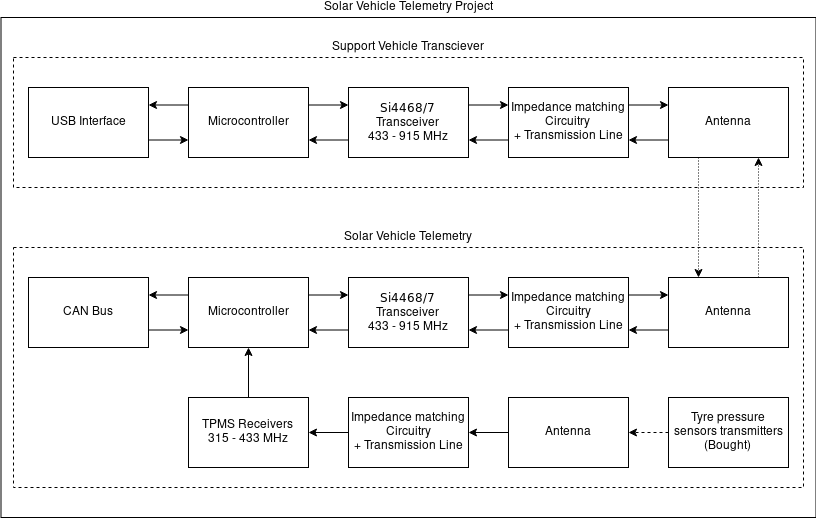 Solar Vehicle Telemetry Project
Support Vehicle Transciever
USB Interface
Microcontroller
Si4468/7
Transceiver
433 - 915 MHz
Impedance matching
Circuitry
+ Transmission Line
Antenna
Solar Vehicle Telemetry
CAN Bus
Microcontroller
Si4468/7
Transceiver
433 - 915 MHz
Impedance matching
Circuitry
+ Transmission Line
Antenna
TPMS Receivers
315 - 433 MHz
Impedance matching
Circuitry
+ Transmission Line
Antenna
Tyre pressure
sensors transmitters
(Bought)